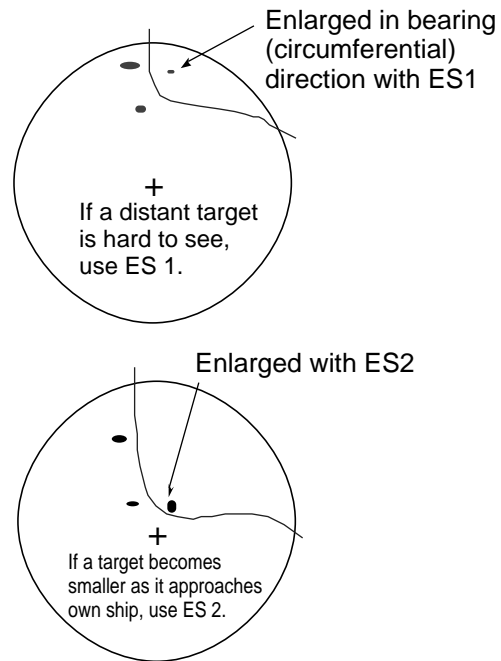 Enlarged in bearing
(circumferential)
direction with ES1
If a distant target
is hard to see,
use ES 1.
Enlarged with ES2
If a target becomes
smaller as it approaches
own ship, use ES 2.